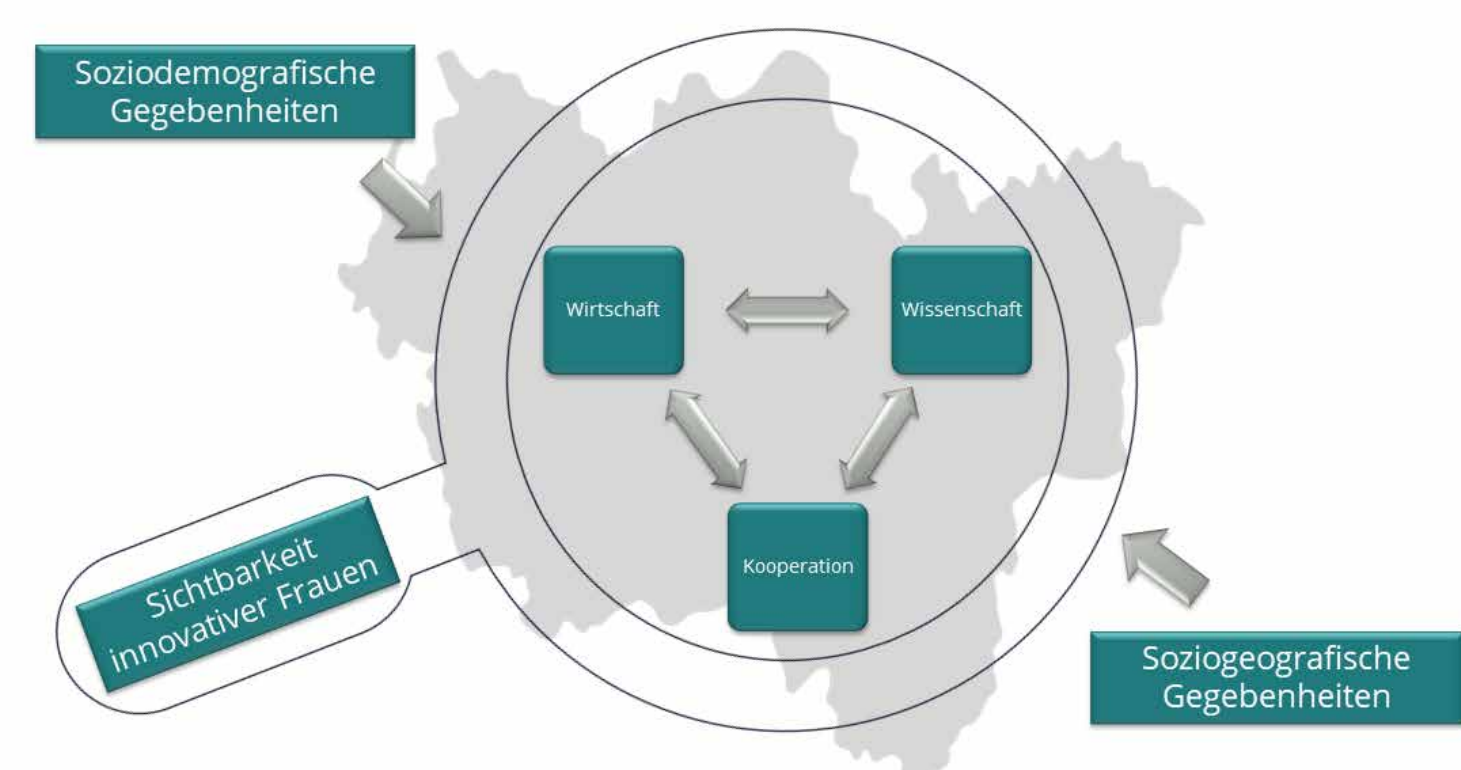 Soziodemografische
Gegebenheiten
Wirtschaft
Wissenschaft
Kooperation
Sichtbarkeit
innovativer Frauen
Soziogeografische
Gegebenheiten